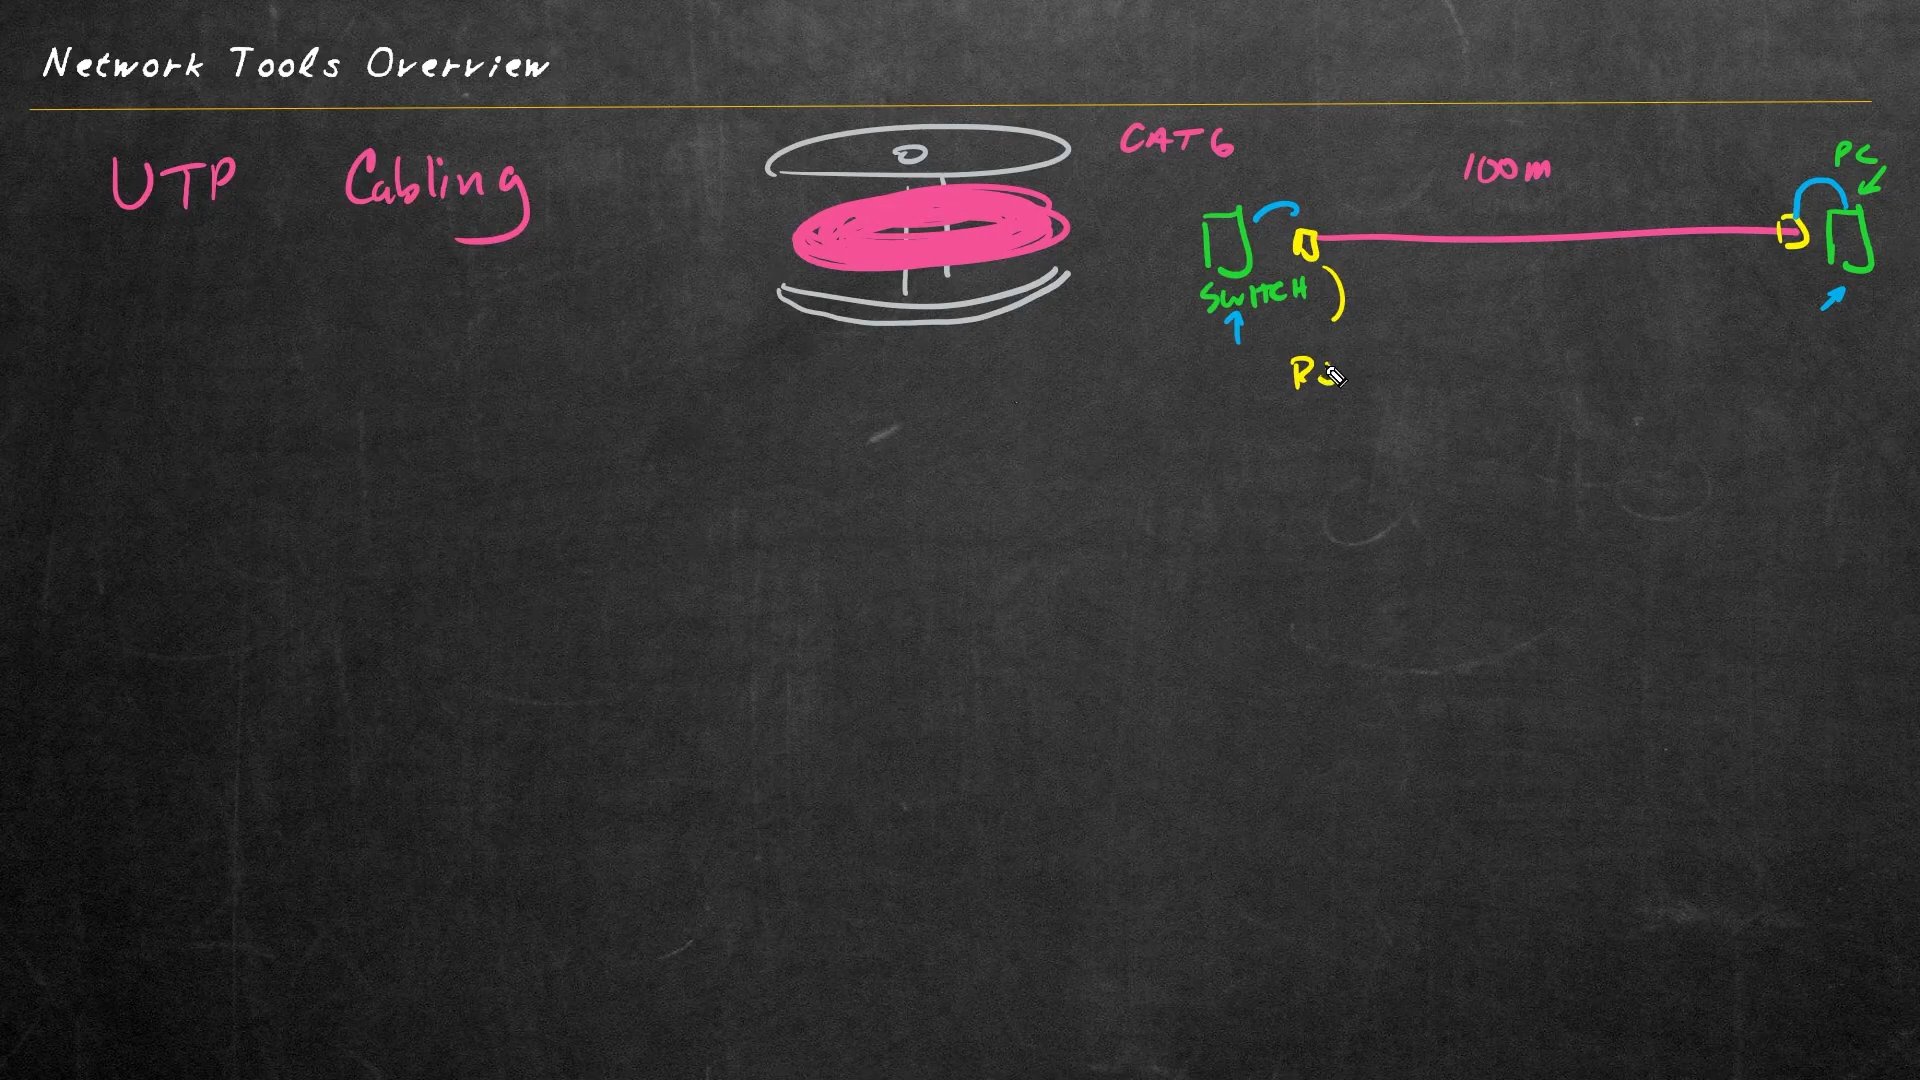 Network Tools Overview
UTP Cabling
CAT6
100m
PC
SWITCH
R